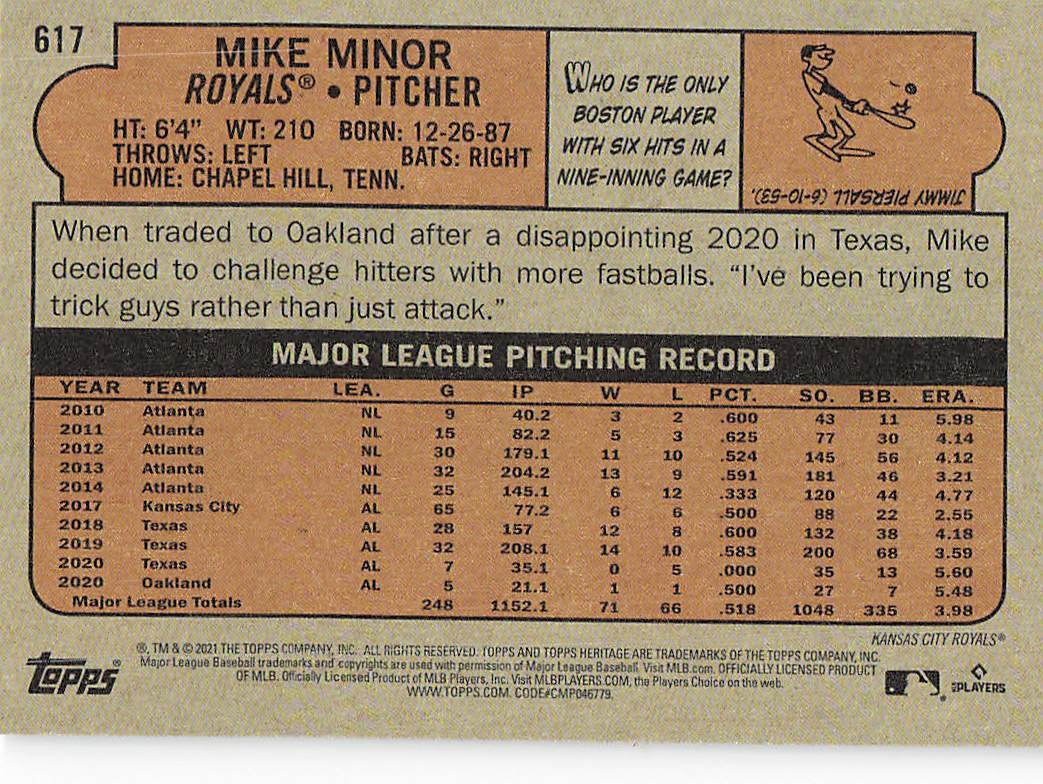 617
MIKE MINOR
ROYALS® • PITCHER
HT: 6'4" WT: 210 BORN: 12-26-87
THROWS: LEFT BATS: RIGHT
HOME: CHAPEL HILL, TENN.
WHO IS THE ONLY
BOSTON PLAYER
WITH SIX HITS IN A
NINE-INNING GAME?
JIMMY PIERSALL (6-10-53).
When traded to Oakland after a disappointing 2020 in Texas, Mike
decided to challenge hitters with more fastballs. “I’ve been trying to
trick guys rather than just attack.”
MAJOR LEAGUE PITCHING RECORD
YEAR TEAM LEA. G IP W L PCT. SO. BB. ERA.
2010 Atlanta NL 9 40.2 3 2 .600 43 11 5.98
2011 Atlanta NL 15 82.2 5 3 .625 77 30 4.14
2012 Atlanta NL 30 179.1 11 10 .524 145 56 4.12
2013 Atlanta NL 32 204.2 13 9 .591 181 46 3.21
2014 Atlanta NL 25 145.1 6 12 .333 120 44 4.77
2017 Kansas City AL 65 77.2 6 6 .500 88 22 2.55
2018 Texas AL 28 157 12 8 .600 132 38 4.18
2019 Texas AL 32 208.1 14 10 .583 200 68 3.59
2020 Texas AL 7 35.1 0 5 .000 35 13 5.60
2020 Oakland AL 5 21.1 1 1 .500 27 7 5.48
Major League Totals 248 1152.1 71 66 .518 1048 335 3.98
KANSAS CITY ROYALS®
®, TM & © 2021 THE TOPPS COMPANY, INC. ALL RIGHTS RESERVED. TOPPS AND TOPPS HERITAGE ARE TRADEMARKS OF THE TOPPS COMPANY, INC.
Major League Baseball trademarks and copyrights are used with permission of Major League Baseball. Visit MLB.com. OFFICIALLY LICENSED PRODUCT
OF MLB. Officially Licensed Product of MLB Players, Inc. Visit MLBPLAYERS.COM, the Players Choice on the web.
WWW.TOPPS.COM. CODE#CMP046779.
TOPPS®
MLB PLAYERS